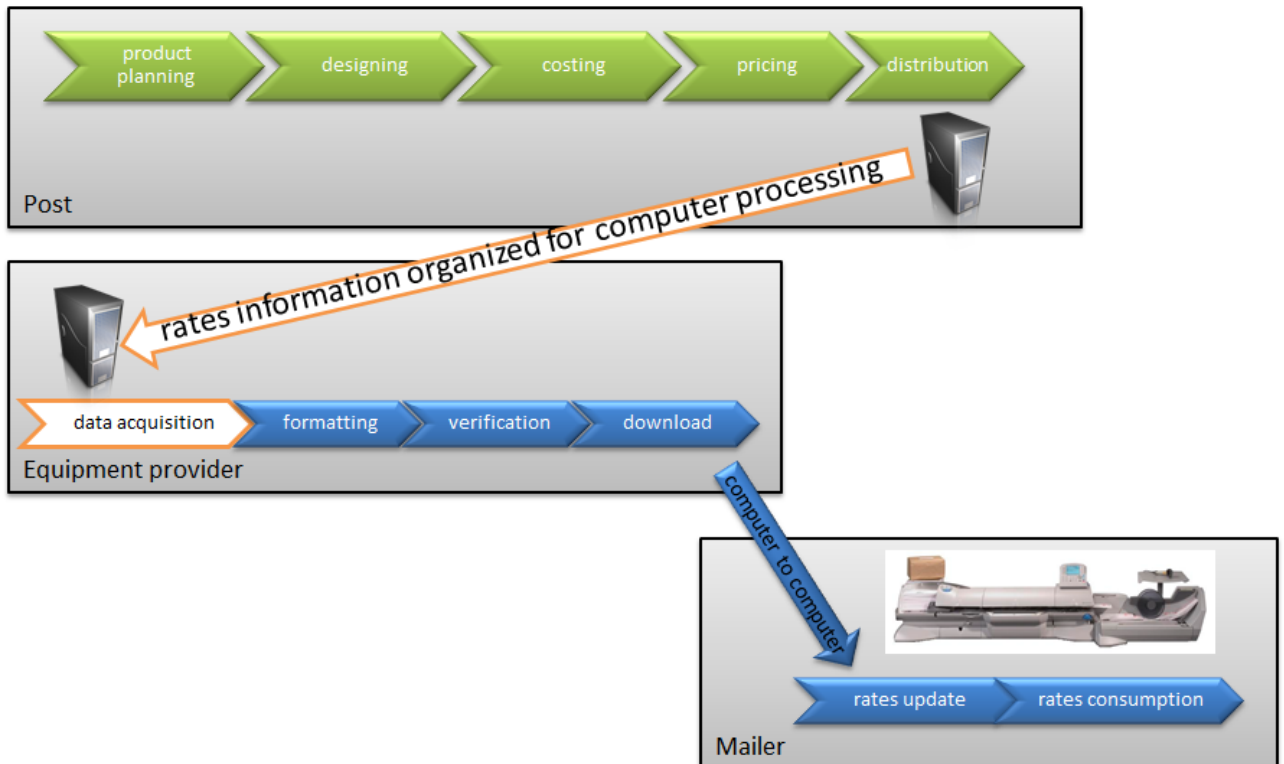 product
planning
designing
costing
pricing
distribution
Post
rates information organized for computer processing
data acquisition
formatting
verification
download
Equipment provider
computer to computer
rates update
rates consumption
Mailer